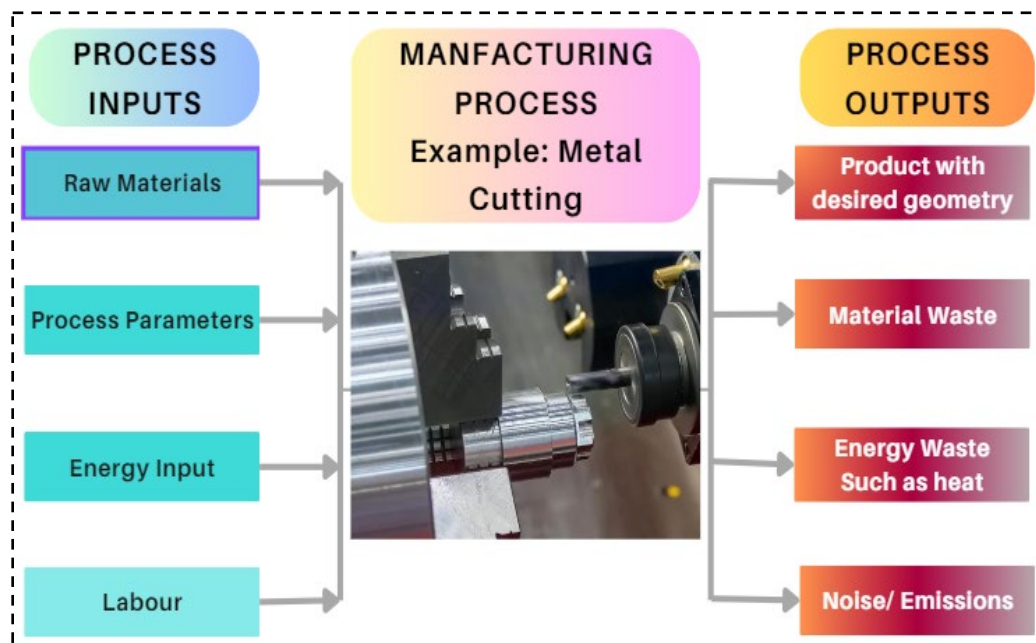 PROCESS
INPUTS
Raw Materials
Process Parameters
Energy Input
Labour
MANFACTURING
PROCESS
Example: Metal
Cutting
PROCESS
OUTPUTS
Product with
desired geometry
Material Waste
Energy Waste
Such as heat
Noise/ Emissions